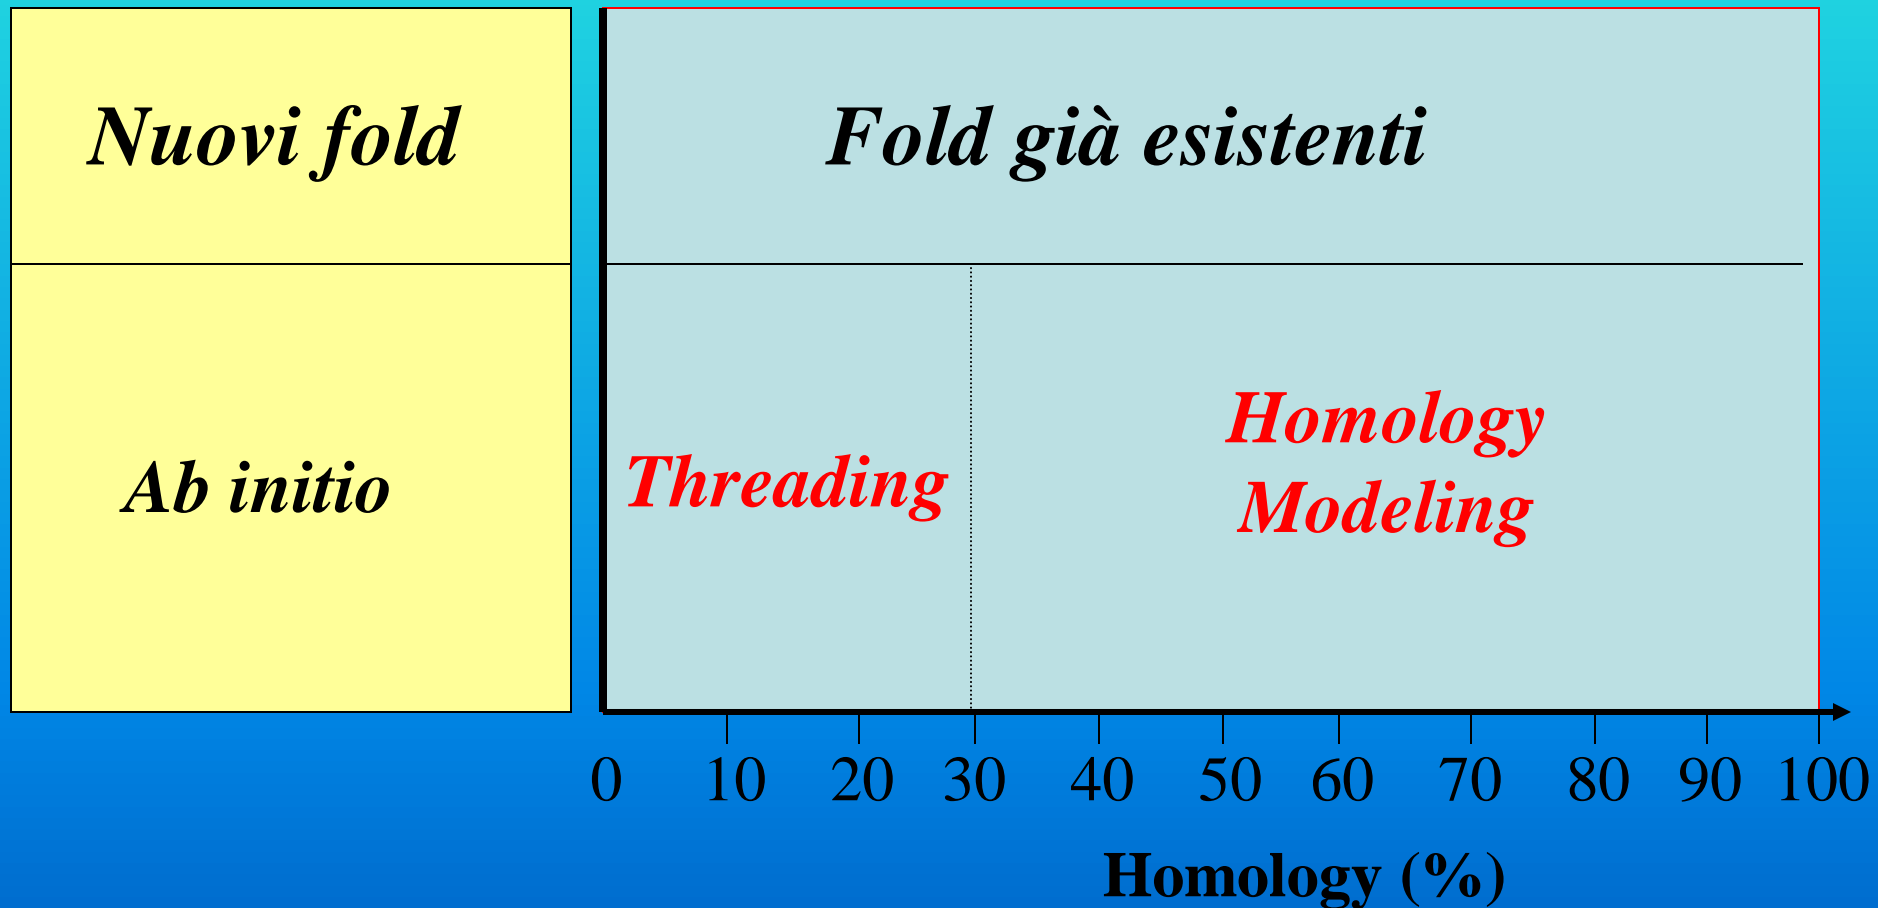 Nuovi fold
Fold già esistenti
Ab initio
Threading
Homology
Modeling
0 10 20 30 40 50 60 70 80 90 100
Homology (%)